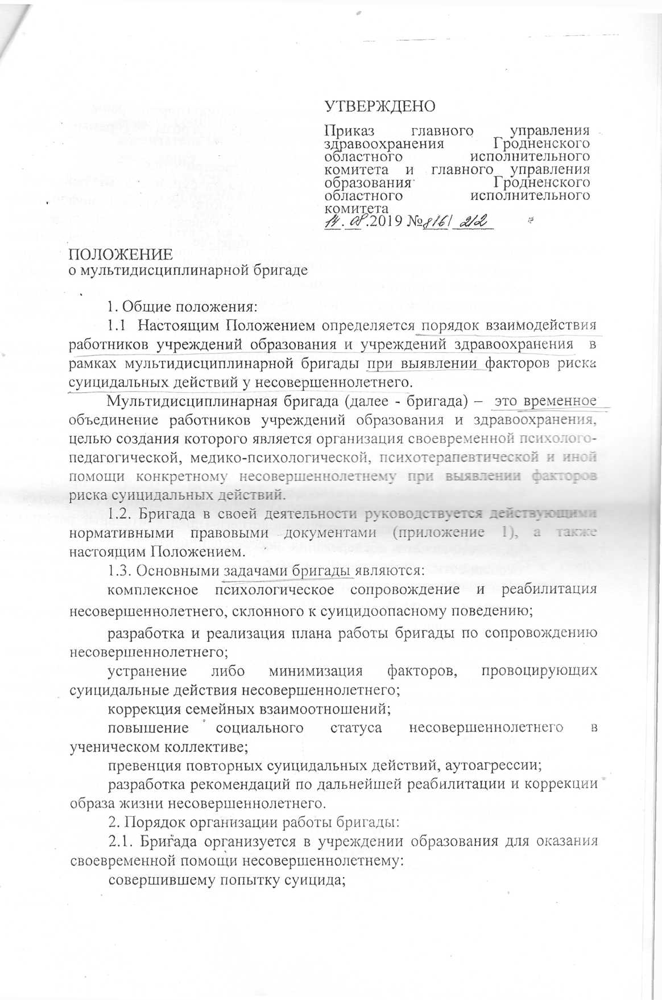 УТВЕРЖДЕНО
Приказ главного управления
здравоохранения Гродненского
областного исполнительного
комитета и главного управления
образования Гродненского
областного исполнительного
комитета
14.08.2019 №816/ 212
ПОЛОЖЕНИЕ
о мультидисциплинарной бригаде
1. Общие положения:
1.1 Настоящим Положением определяется порядок взаимодействия
работников учреждений образования и учреждений здравоохранения в
рамках мультидисциплинарной бригады при выявлении факторов риска
суицидальных действий у несовершеннолетнего.
Мультидисциплинарная бригада (далее - бригада) – это временное
объединение работников учреждений образования и здравоохранения,
целью создания которого является организация своевременной психолого-
педагогической, медико-психологической, психотерапевтической и иной
помощи конкретному несовершеннолетнему при выявлении факторов
риска суицидальных действий.
1.2. Бригада в своей деятельности руководствуется действующими
нормативными правовыми документами (приложение 1), а также
настоящим Положением.
1.3. Основными задачами бригады являются:
комплексное психологическое сопровождение и реабилитация
несовершеннолетнего, склонного к суицидоопасному поведению;
разработка и реализация плана работы бригады по сопровождению
несовершеннолетнего;
устранение либо минимизация факторов, провоцирующих
суицидальные действия несовершеннолетнего;
коррекция семейных взаимоотношений;
повышение социального статуса несовершеннолетнего в
ученическом коллективе;
превенция повторных суицидальных действий, аутоагрессии;
разработка рекомендаций по дальнейшей реабилитации и коррекции
образа жизни несовершеннолетнего.
2. Порядок организации работы бригады:
2.1. Бригада организуется в учреждении образования для оказания
своевременной помощи несовершеннолетнему:
совершившему попытку суицида;